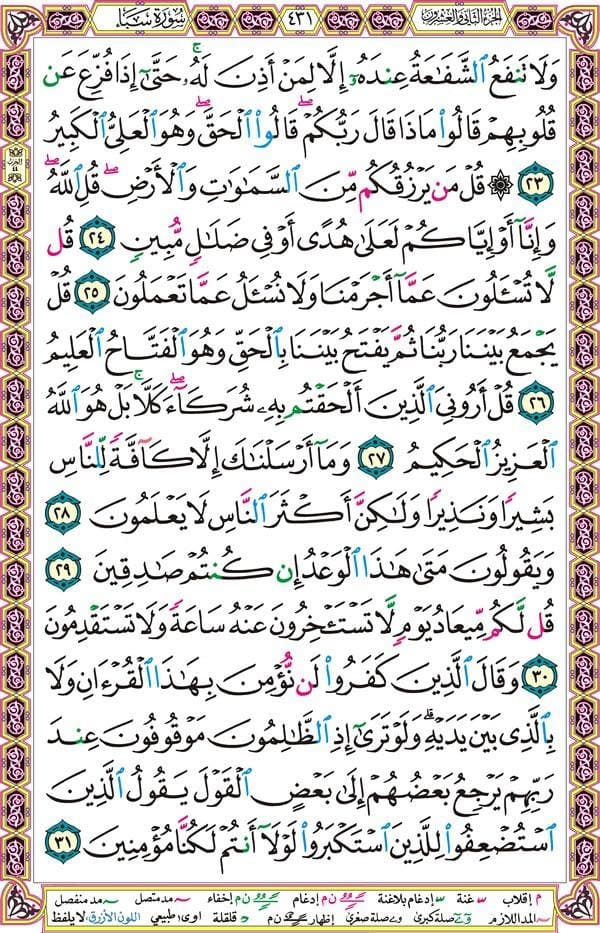 الجزء الثاني والعشرون ٤٣١ سورة سبأ
وَلَا تَنفَعُ ٱلشَّفَٰعَةُ عِندَهُۥٓ إِلَّا لِمَنْ أَذِنَ لَهُۥۚ حَتَّىٰٓ إِذَا فُزِّعَ عَن
قُلُوبِهِمْ قَالُوا۟ مَاذَا قَالَ رَبُّكُمْۖ قَالُوا۟ ٱلْحَقَّۖ وَهُوَ ٱلْعَلِىُّ ٱلْكَبِيرُ
٢٣ ۞ قُلْ مَن يَرْزُقُكُم مِّنَ ٱلسَّمَٰوَٰتِ وَٱلْأَرْضِۖ قُلِ ٱللَّهُۖ
وَإِنَّآ أَوْ إِيَّاكُمْ لَعَلَىٰ هُدًى أَوْ فِى ضَلَٰلٍ مُّبِينٍ ٢٤ قُل
لَّا تُسْـَٔلُونَ عَمَّآ أَجْرَمْنَا وَلَا نُسْـَٔلُ عَمَّا تَعْمَلُونَ ٢٥ قُلْ
يَجْمَعُ بَيْنَنَا رَبُّنَا ثُمَّ يَفْتَحُ بَيْنَنَا بِٱلْحَقِّ وَهُوَ ٱلْفَتَّاحُ ٱلْعَلِيمُ
٢٦ قُلْ أَرُونِىَ ٱلَّذِينَ أَلْحَقْتُم بِهِۦ شُرَكَآءَۖ كَلَّاۚ بَلْ هُوَ ٱللَّهُ
ٱلْعَزِيزُ ٱلْحَكِيمُ ٢٧ وَمَآ أَرْسَلْنَٰكَ إِلَّا كَآفَّةً لِّلنَّاسِ
بَشِيرًا وَنَذِيرًا وَلَٰكِنَّ أَكْثَرَ ٱلنَّاسِ لَا يَعْلَمُونَ ٢٨
وَيَقُولُونَ مَتَىٰ هَٰذَا ٱلْوَعْدُ إِن كُنتُمْ صَٰدِقِينَ ٢٩
قُل لَّكُم مِّيعَادُ يَوْمٍ لَّا تَسْتَـْٔخِرُونَ عَنْهُ سَاعَةً وَلَا تَسْتَقْدِمُونَ
٣٠ وَقَالَ ٱلَّذِينَ كَفَرُوا۟ لَن نُّؤْمِنَ بِهَٰذَا ٱلْقُرْءَانِ وَلَا
بِٱلَّذِى بَيْنَ يَدَيْهِۗ وَلَوْ تَرَىٰٓ إِذِ ٱلظَّٰلِمُونَ مَوْقُوفُونَ عِندَ
رَبِّهِمْ يَرْجِعُ بَعْضُهُمْ إِلَىٰ بَعْضٍ ٱلْقَوْلَ يَقُولُ ٱلَّذِينَ
ٱسْتُضْعِفُوا۟ لِلَّذِينَ ٱسْتَكْبَرُوا۟ لَوْلَآ أَنتُمْ لَكُنَّا مُؤْمِنِينَ ٣١
م إقلاب غنة إدغام بلاغنة ن م إدغام ن م إخفاء مد متصل مد منفصل
المد اللازم صلة كبرى صلة صغرى إظهار ن م قلقلة اوى طبيعي اللون الأزرق لا يلفظ